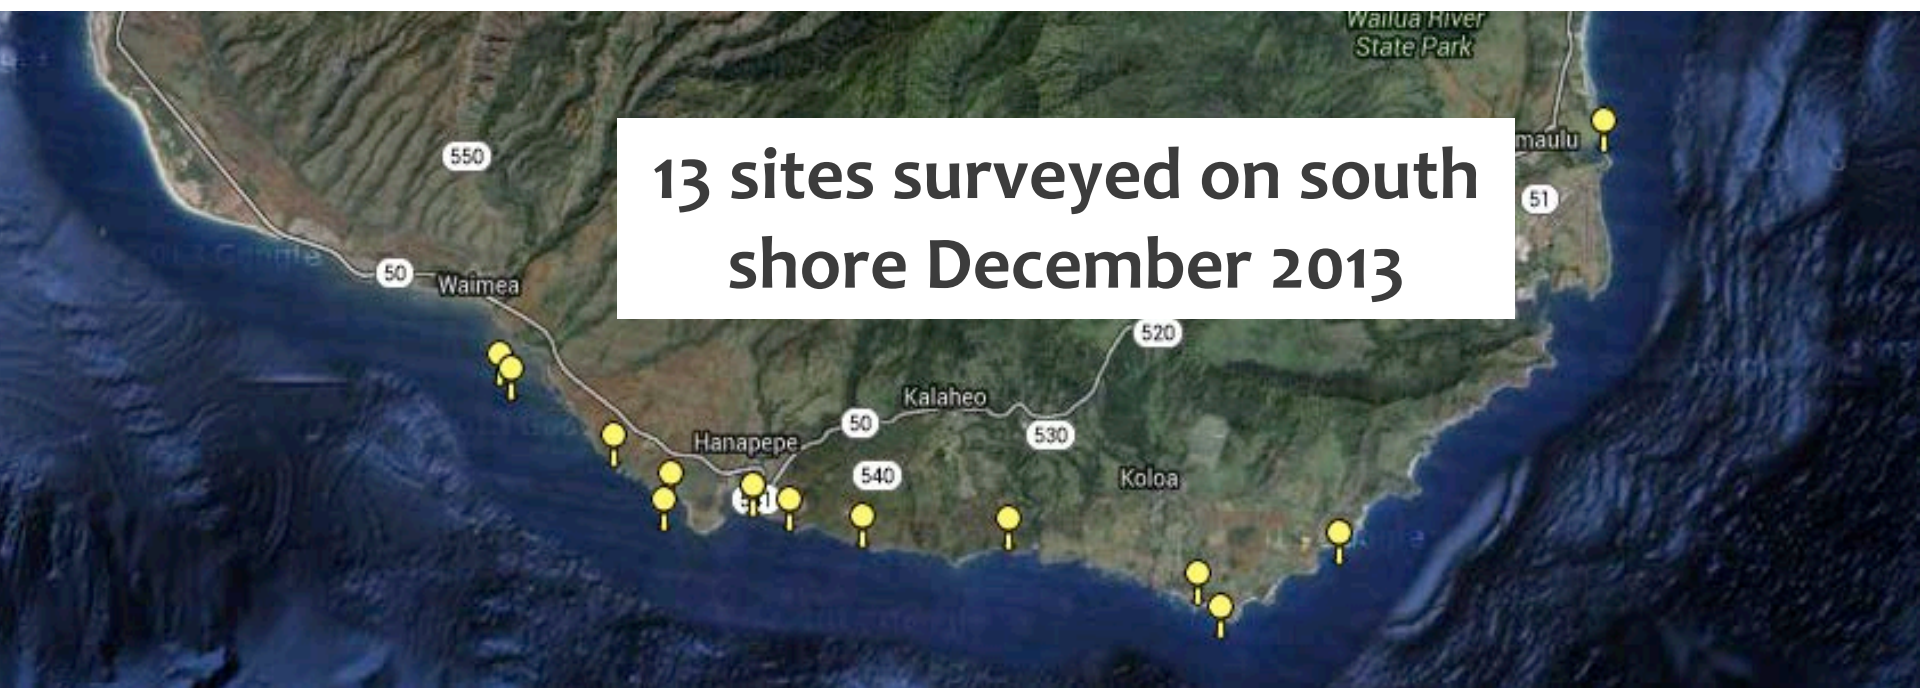 Wailua River
State Park
maulu
550
13 sites surveyed on south
shore December 2013
51
50
Waimea
520
Kalaheo
50
530
Hanapepe
540
Koloa